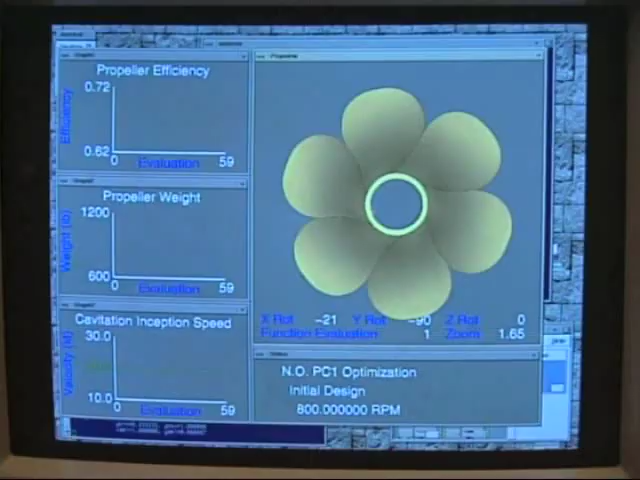 Propeller Efficiency
0.72
Efficiency
0.62
0 Evaluation 59
Propeller Weight
1200
Weight (lb)
600
0 Evaluation 59
Cavitation Inception Speed
30.0
10.0
0 Evaluation 59
X Rot -21 Y Rot -90 Z Rot 0
Function Evaluation 1 Zoom 1.65
N.O. PC1 Optimization
Initial Design
800.000000 RPM